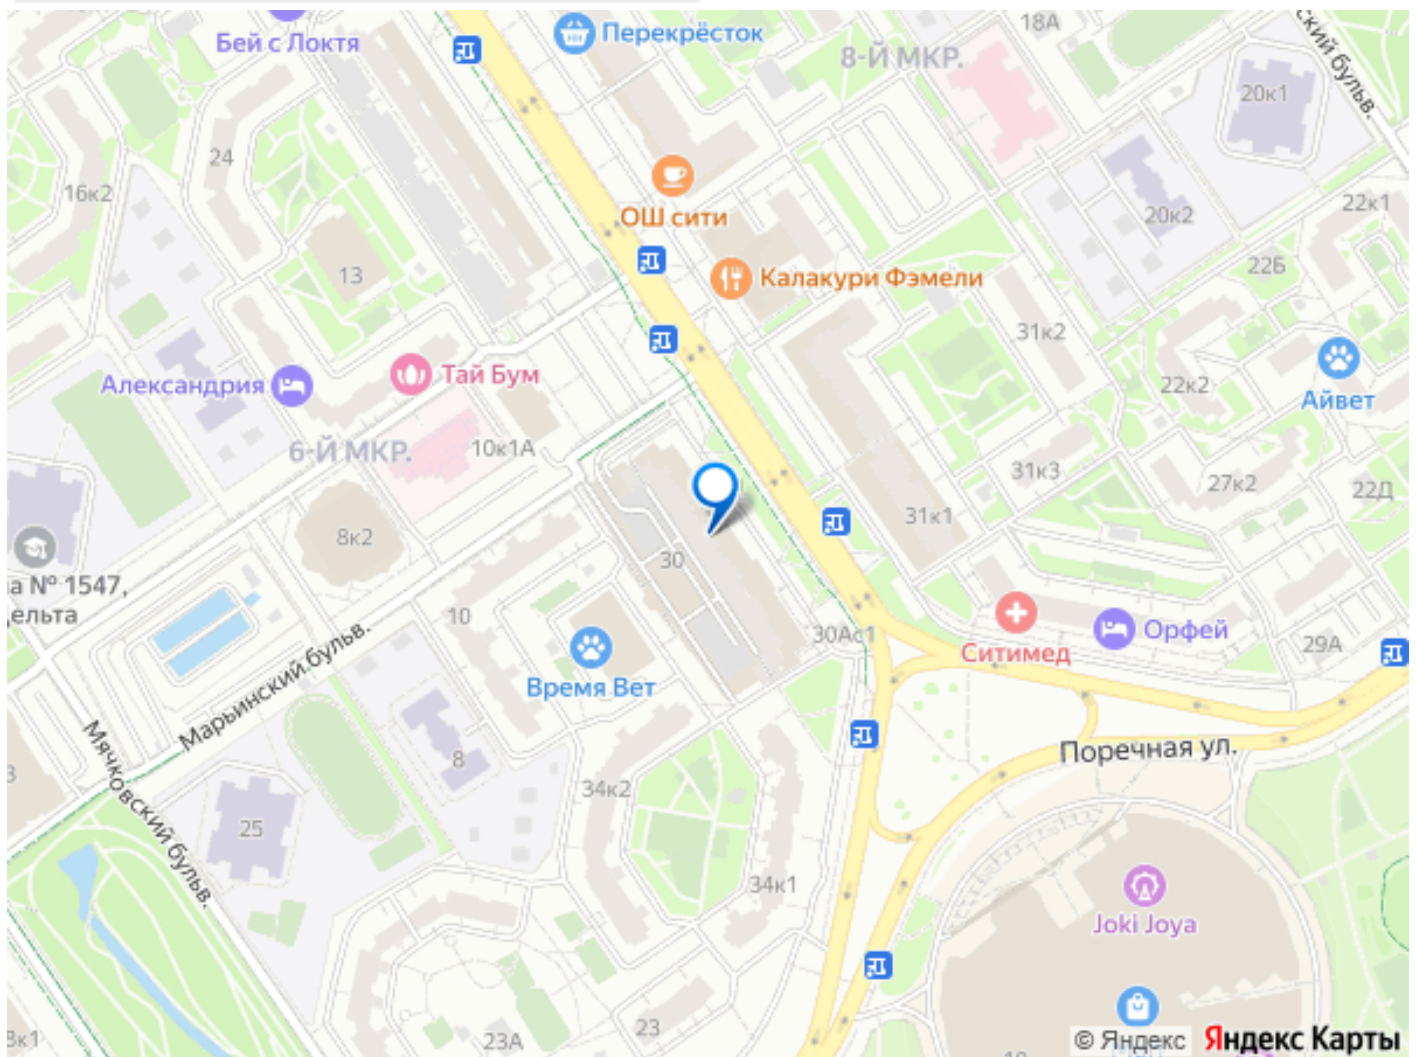 Бей с Локтя
Перекрёсток
18А
8-Й МКР.
ский бульв.
20к1
24
16к2
ОШ сити
20к2
22к1
Калакури Фэмели
22Б
13
31к2
Александрия
Тай Бум
22к2
Айвет
6-Й МКР.
10к1А
31к3
27к2
22Д
31к1
8к2
30
а № 1547,
ельта
10
30Ас1
Орфей
Ситимед
29А
Время Вет
Марьинский бульв.
Мячковский бульв.
Поречная ул.
3
8
34к2
25
34к1
Joki Joya
23
23А
3к1
© Яндекс Яндекс Карты